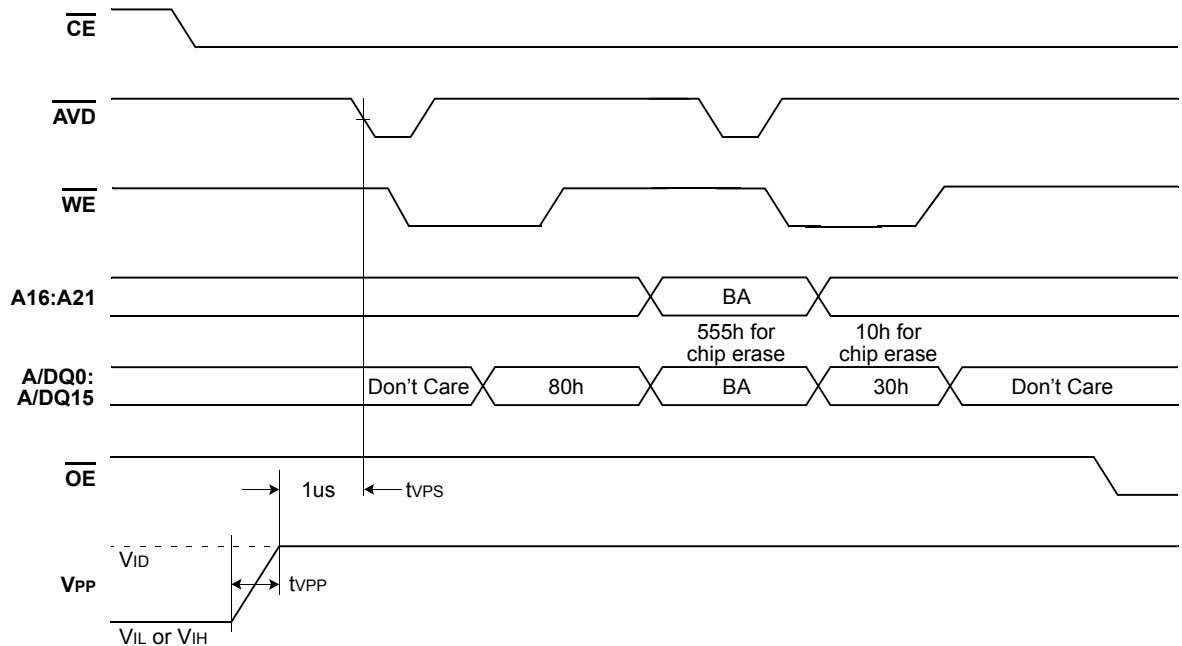 CE
AVD
WE
A16:A21
BA
555h for
chip erase
10h for
chip erase
A/DQ0:
A/DQ15
Don't Care
80h
BA
30h
Don't Care
OE
1us
tVPS
VID
VPP
tVPP
VIL or VIH